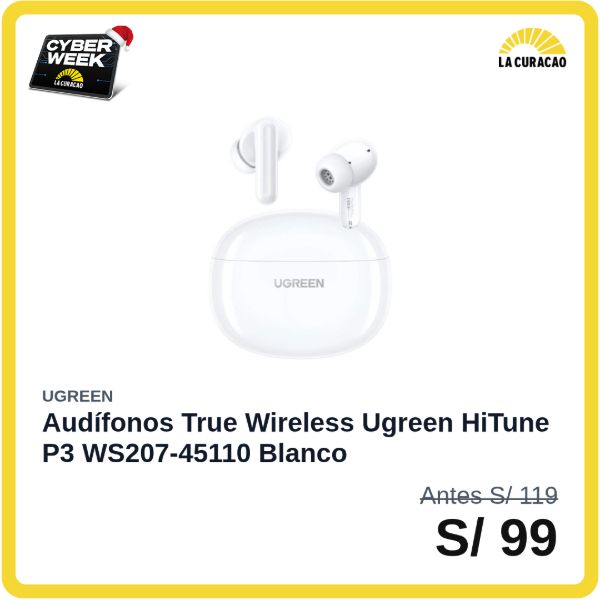 CYBER
WEEK
LA CURACAO
LA CURACAO
UGREEN
UGREEN
Audífonos True Wireless Ugreen HiTune
P3 WS207-45110 Blanco
Antes S/ 119
S/ 99